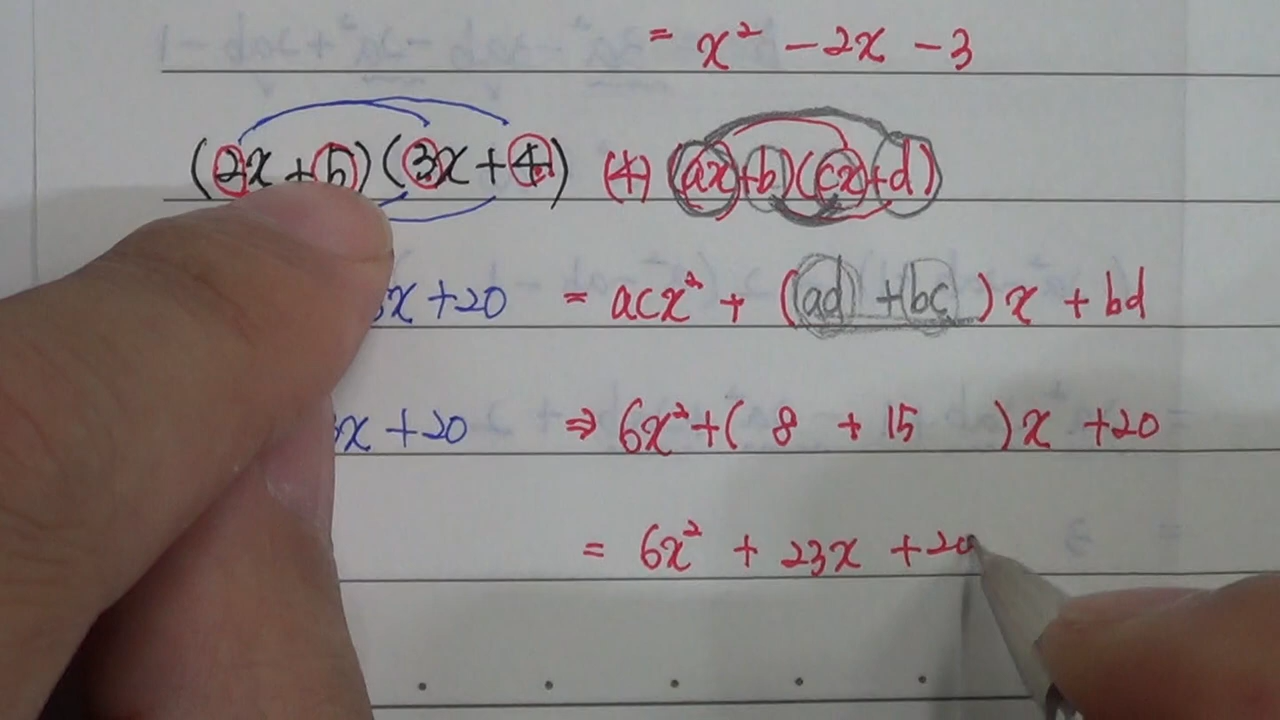 = x² - 2x - 3
(2x + 5)(3x + 4) (4) (ax + b)(cx + d)
x + 20 = acx² + (ad + bc)x + bd
x + 20 ⇒ 6x² + ( 8 + 15 )x + 20
= 6x² + 23x + 20